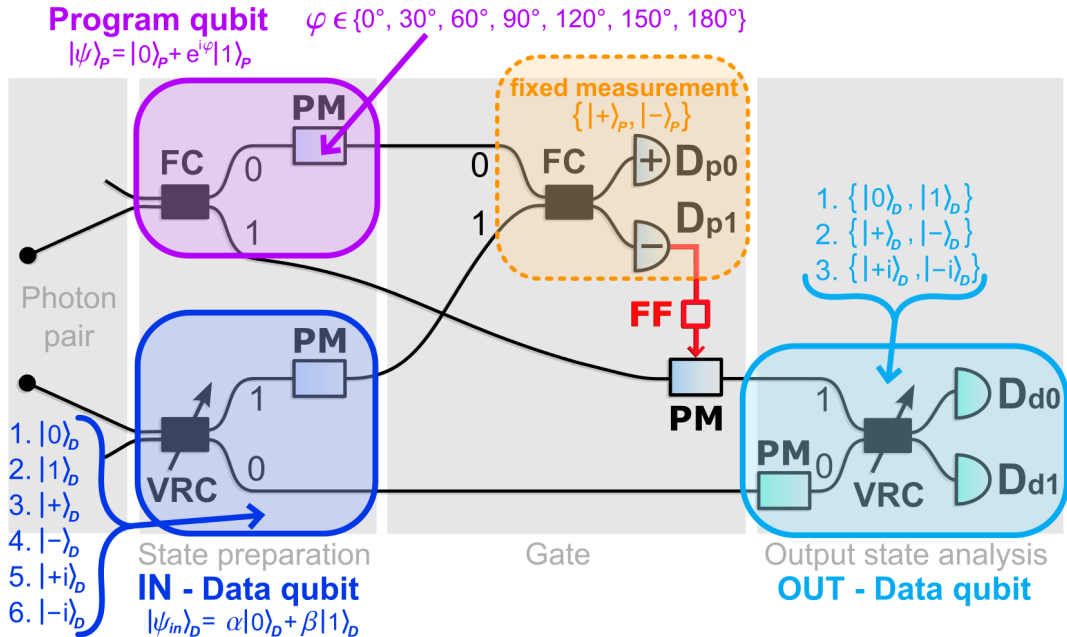 Program qubit
|ψ⟩P = |0⟩P + e^iφ|1⟩P
φ ϵ {0°, 30°, 60°, 90°, 120°, 150°, 180°}
PM
FC
0
1
fixed measurement
{|+⟩P, |−⟩P}
0
1
FC
+
Dp0
−
Dp1
FF
PM
1. {|0⟩D, |1⟩D}
2. {|+⟩D, |−⟩D}
3. {|+i⟩D, |−i⟩D}
Photon
pair
PM
1
0
VRC
1. |0⟩D
2. |1⟩D
3. |+⟩D
4. |−⟩D
5. |+i⟩D
6. |−i⟩D
1
PM
0
VRC
Dd0
Dd1
State preparation
Gate
Output state analysis
IN - Data qubit
|ψin⟩D = α|0⟩D + β|1⟩D
OUT - Data qubit